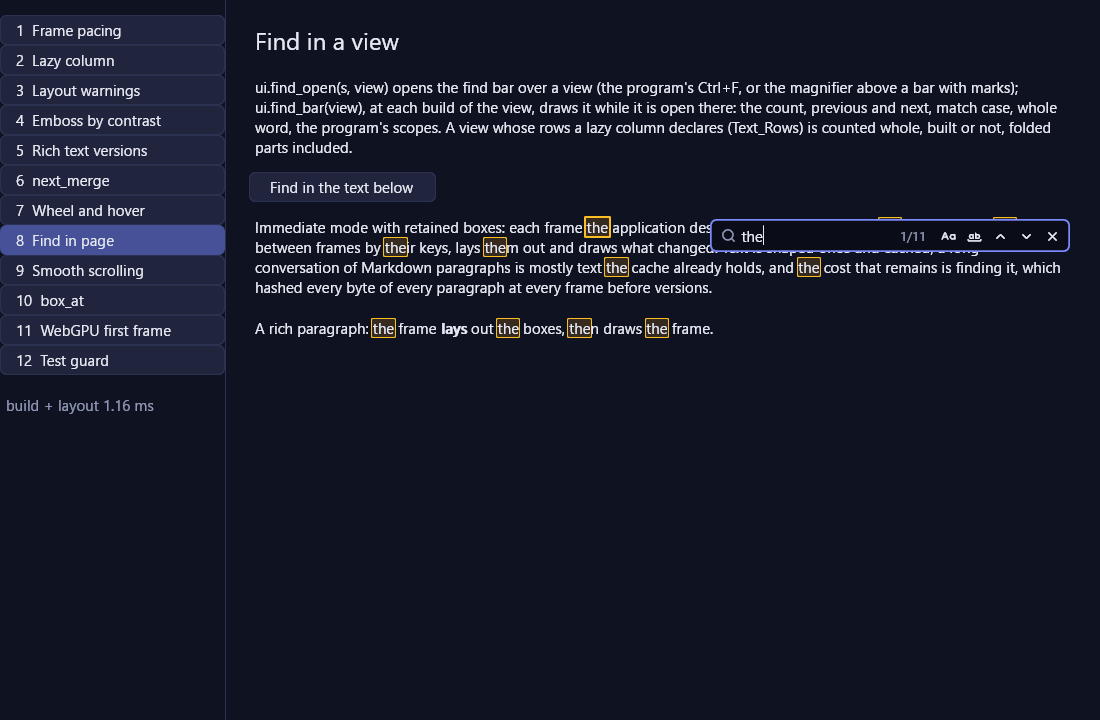 1 Frame pacing
2 Lazy column
3 Layout warnings
4 Emboss by contrast
5 Rich text versions
6 next_merge
7 Wheel and hover
8 Find in page
9 Smooth scrolling
10 box_at
11 WebGPU first frame
12 Test guard
build + layout 1.16 ms
Find in a view
ui.find_open(s, view) opens the find bar over a view (the program's Ctrl+F, or the magnifier above a bar with marks);
ui.find_bar(view), at each build of the view, draws it while it is open there: the count, previous and next, match case, whole
word, the program's scopes. A view whose rows a lazy column declares (Text_Rows) is counted whole, built or not, folded
parts included.
Find in the text below
the 1/11 Aa ab
Immediate mode with retained boxes: each frame the application des
between frames by their keys, lays them out and draws what changed.
conversation of Markdown paragraphs is mostly text the cache already holds, and the cost that remains is finding it, which
hashed every byte of every paragraph at every frame before versions.
A rich paragraph: the frame lays out the boxes, then draws the frame.